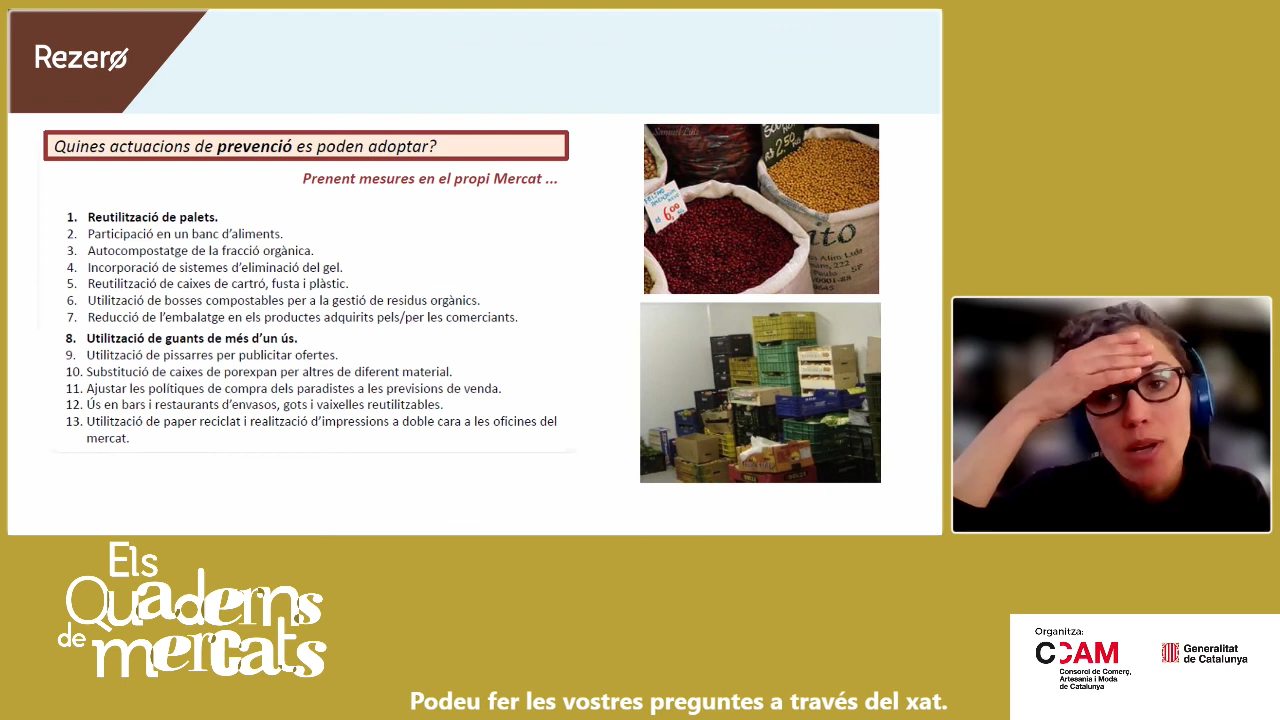 Rezero
Quines actuacions de prevenció es poden adoptar?
Prenent mesures en el propi Mercat ...
1. Reutilització de palets.
2. Participació en un banc d'aliments.
3. Autocompostatge de la fracció orgànica.
4. Incorporació de sistemes d'eliminació del gel.
5. Reutilització de caixes de cartró, fusta i plàstic.
6. Utilització de bosses compostables per a la gestió de residus orgànics.
7. Reducció de l'embalatge en els productes adquirits pels/per les comerciants.
8. Utilització de guants de més d'un ús.
9. Utilització de pissarres per publicitar ofertes.
10. Substitució de caixes de porexpan per altres de diferent material.
11. Ajustar les polítiques de compra dels paradistes a les previsions de venda.
12. Ús en bars i restaurants d'envasos, gots i vaixelles reutilitzables.
13. Utilització de paper reciclat i realització d'impressions a doble cara a les oficines del
mercat.
R$ 2,50
6,00
ito
Els
Quaderns
de mercats
Organitza:
CCAM
Consorci de Comerç,
Artesania i Moda
de Catalunya
Generalitat
de Catalunya
Podeu fer les vostres preguntes a través del xat.